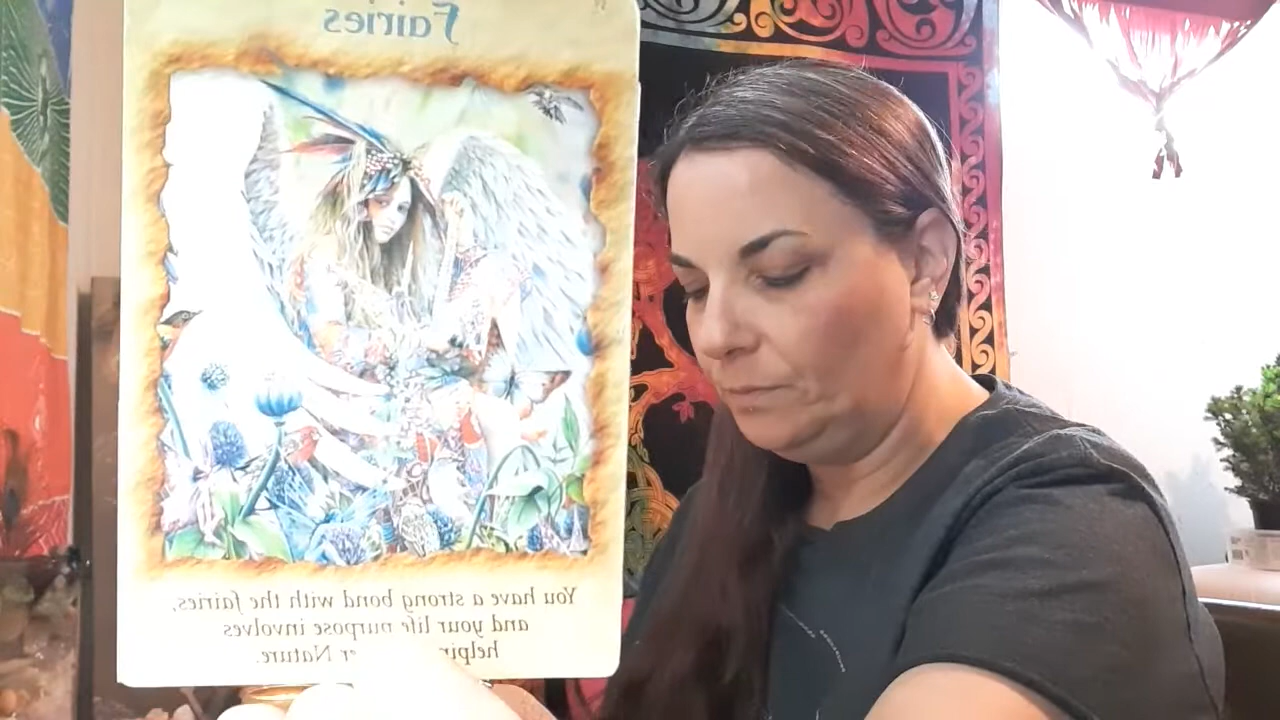 Fairies
You have a strong bond with the fairies,
and your life purpose involves
Nature.